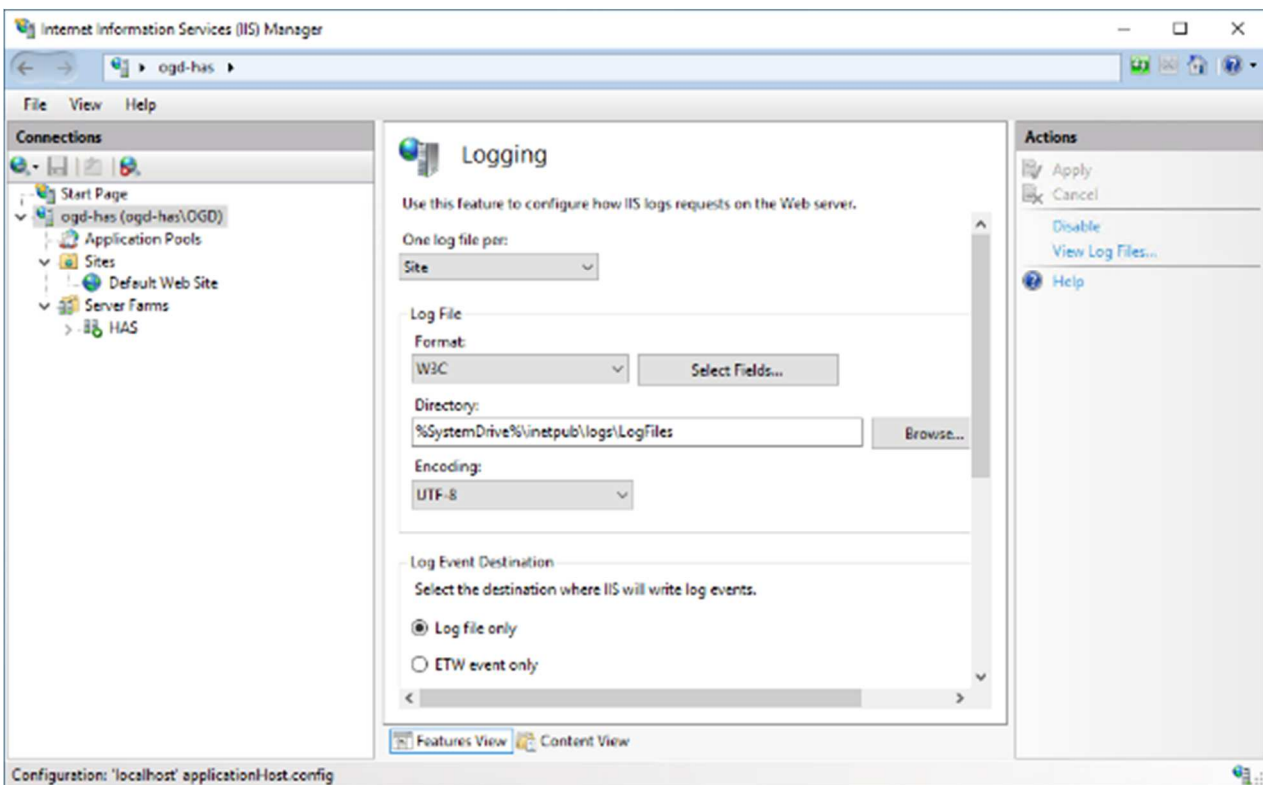 Internet Information Services (IIS) Manager
ogd-has
File View Help
Connections
Start Page
ogd-has (ogd-has\OGD)
Application Pools
Sites
Default Web Site
Server Farms
HAS
Logging
Use this feature to configure how IIS logs requests on the Web server.
One log file per:
Site
Log File
Format:
W3C
Select Fields...
Directory:
%SystemDrive%\inetpub\logs\LogFiles
Browse...
Encoding:
UTF-8
Log Event Destination
Select the destination where IIS will write log events.
Log file only
ETW event only
Features View
Content View
Actions
Apply
Cancel
Disable
View Log Files...
Help
Configuration: 'localhost' applicationHost.config